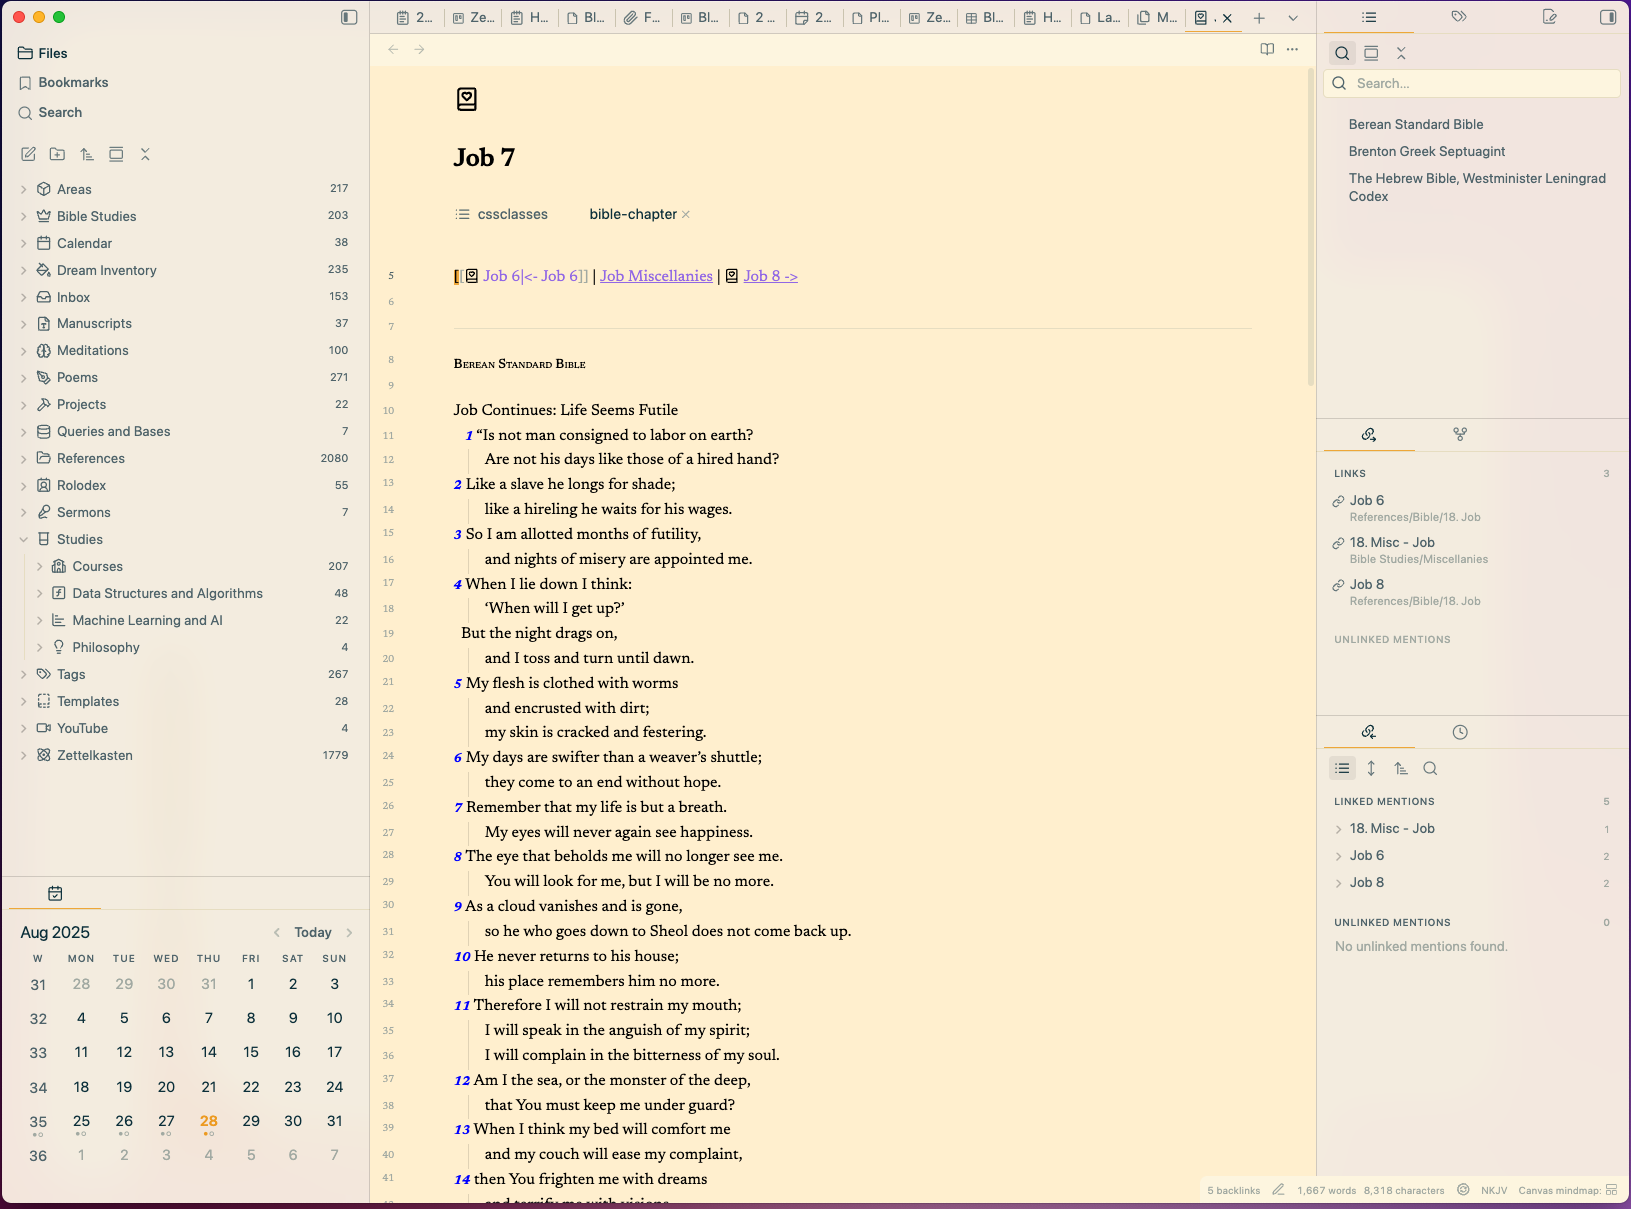 Files
Bookmarks
Search
Areas 217
Bible Studies 203
Calendar 38
Dream Inventory 235
Inbox 153
Manuscripts 37
Meditations 100
Poems 271
Projects 22
Queries and Bases 7
References 2080
Rolodex 55
Sermons 7
Studies
Courses 207
Data Structures and Algorithms 48
Machine Learning and AI 22
Philosophy 4
Tags 267
Templates 28
YouTube 4
Zettelkasten 1779
Aug 2025 Today
W MON TUE WED THU FRI SAT SUN
31 28 29 30 31 1 2 3
32 4 5 6 7 8 9 10
33 11 12 13 14 15 16 17
34 18 19 20 21 22 23 24
35 25 26 27 28 29 30 31
36 1 2 3 4 5 6 7
2... Ze... H... Bl... F... Bl... 2 ... 2... Pl... Ze... Bl... H... La... M... .
Job 7
cssclasses bible-chapter
5 [[Job 6|<- Job 6]] | Job Miscellanies | Job 8 ->
6
7
8 Berean Standard Bible
9
10 Job Continues: Life Seems Futile
11 1 “Is not man consigned to labor on earth?
12 Are not his days like those of a hired hand?
13 2 Like a slave he longs for shade;
14 like a hireling he waits for his wages.
15 3 So I am allotted months of futility,
16 and nights of misery are appointed me.
17 4 When I lie down I think:
18 ‘When will I get up?’
19 But the night drags on,
20 and I toss and turn until dawn.
21 5 My flesh is clothed with worms
22 and encrusted with dirt;
23 my skin is cracked and festering.
24 6 My days are swifter than a weaver’s shuttle;
25 they come to an end without hope.
26 7 Remember that my life is but a breath.
27 My eyes will never again see happiness.
28 8 The eye that beholds me will no longer see me.
29 You will look for me, but I will be no more.
30 9 As a cloud vanishes and is gone,
31 so he who goes down to Sheol does not come back up.
32 10 He never returns to his house;
33 his place remembers him no more.
34 11 Therefore I will not restrain my mouth;
35 I will speak in the anguish of my spirit;
36 I will complain in the bitterness of my soul.
37 12 Am I the sea, or the monster of the deep,
38 that You must keep me under guard?
39 13 When I think my bed will comfort me
40 and my couch will ease my complaint,
41 14 then You frighten me with dreams
Search...
Berean Standard Bible
Brenton Greek Septuagint
The Hebrew Bible, Westminister Leningrad
Codex
LINKS 3
Job 6
References/Bible/18. Job
18. Misc - Job
Bible Studies/Miscellanies
Job 8
References/Bible/18. Job
UNLINKED MENTIONS
LINKED MENTIONS 5
18. Misc - Job 1
Job 6 2
Job 8 2
UNLINKED MENTIONS 0
No unlinked mentions found.
5 backlinks 1,667 words 8,318 characters NKJV Canvas mindmap: